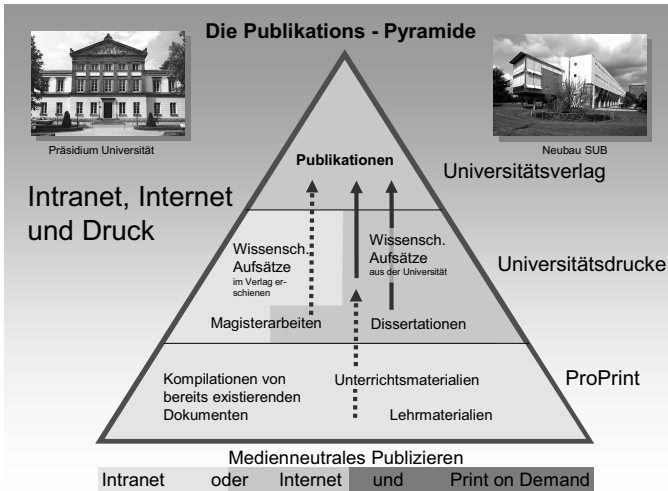 Die Publikations - Pyramide
Präsidium Universität
Neubau SUB
Publikationen
Universitätsverlag
Intranet, Internet
und Druck
Wissensch.
Aufsätze
im Verlag er-
schienen
Wissensch.
Aufsätze
aus der Universität
Universitätsdrucke
Magisterarbeiten
Dissertationen
ProPrint
Kompilationen von
bereits existierenden
Dokumenten
Unterrichtsmaterialien
Lehrmaterialien
Medienneutrales Publizieren
Intranet oder Internet und Print on Demand